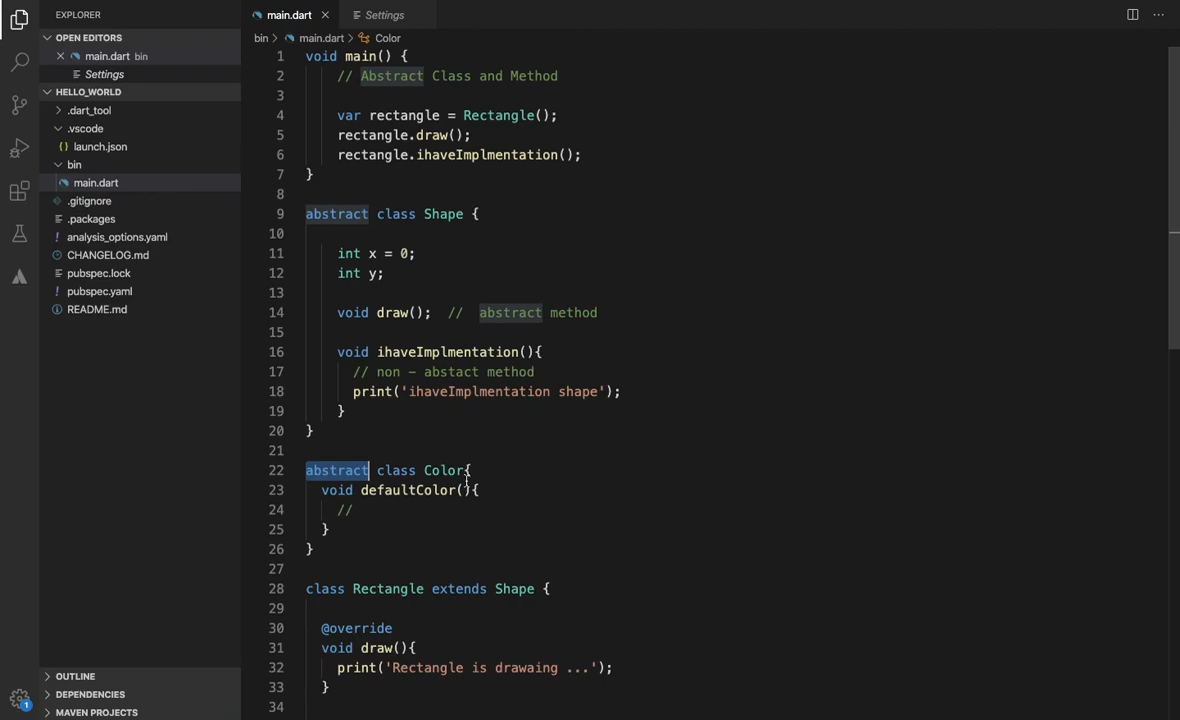 EXPLORER
OPEN EDITORS
main.dart bin
Settings
HELLO_WORLD
.dart_tool
.vscode
{} launch.json
bin
main.dart
.gitignore
.packages
! analysis_options.yaml
CHANGELOG.md
pubspec.lock
! pubspec.yaml
README.md
OUTLINE
DEPENDENCIES
MAVEN PROJECTS
1
main.dart
Settings
bin > main.dart > Color
1 void main() {
2 // Abstract Class and Method
3
4 var rectangle = Rectangle();
5 rectangle.draw();
6 rectangle.ihaveImplmentation();
7 }
8
9 abstract class Shape {
10
11 int x = 0;
12 int y;
13
14 void draw(); // abstract method
15
16 void ihaveImplmentation(){
17 // non - abstact method
18 print('ihaveImplmentation shape');
19 }
20 }
21
22 abstract class Color{
23 void defaultColor(){
24 //
25 }
26 }
27
28 class Rectangle extends Shape {
29
30 @override
31 void draw(){
32 print('Rectangle is drawaing ...');
33 }
34